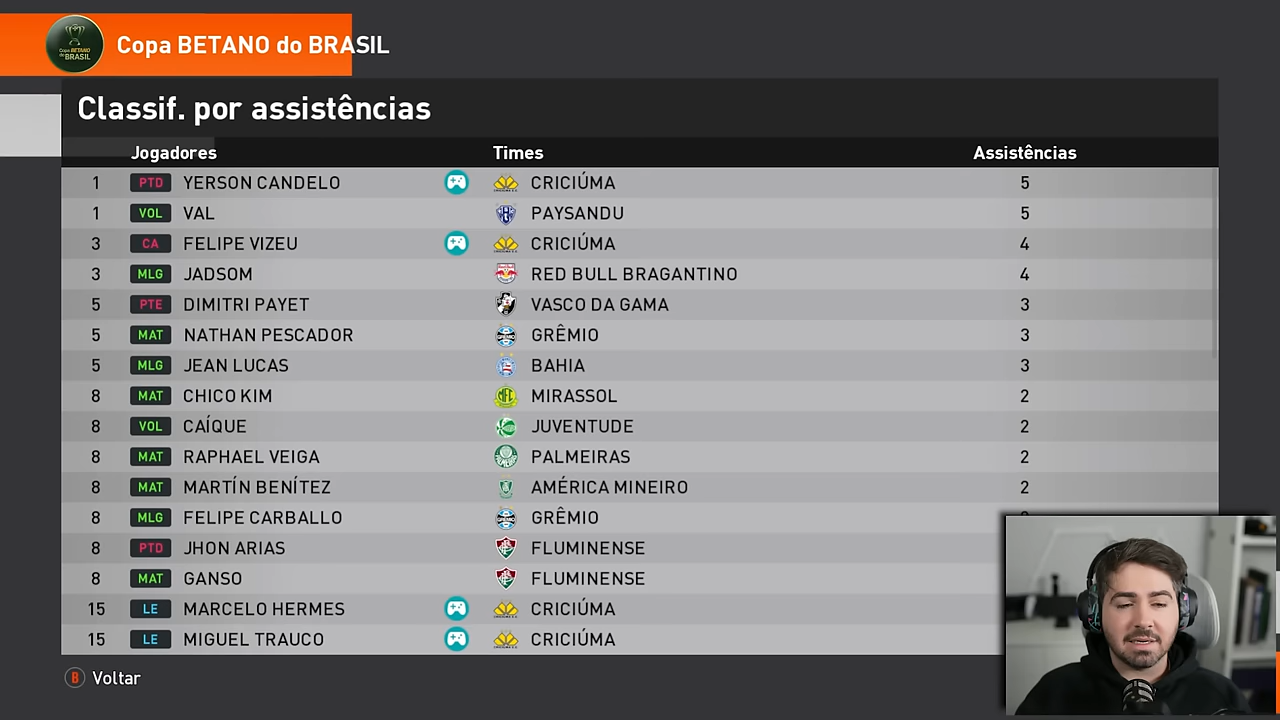 Copa BETANO do BRASIL
Classif. por assistências
Jogadores Times Assistências
1 PTD YERSON CANDELO CRICIÚMA 5
1 VOL VAL PAYSANDU 5
3 CA FELIPE VIZEU CRICIÚMA 4
3 MLG JADSOM RED BULL BRAGANTINO 4
5 PTE DIMITRI PAYET VASCO DA GAMA 3
5 MAT NATHAN PESCADOR GRÊMIO 3
5 MLG JEAN LUCAS BAHIA 3
8 MAT CHICO KIM MIRASSOL 2
8 VOL CAÍQUE JUVENTUDE 2
8 MAT RAPHAEL VEIGA PALMEIRAS 2
8 MAT MARTÍN BENÍTEZ AMÉRICA MINEIRO 2
8 MLG FELIPE CARBALLO GRÊMIO
8 PTD JHON ARIAS FLUMINENSE
8 MAT GANSO FLUMINENSE
15 LE MARCELO HERMES CRICIÚMA
15 LE MIGUEL TRAUCO CRICIÚMA
B Voltar